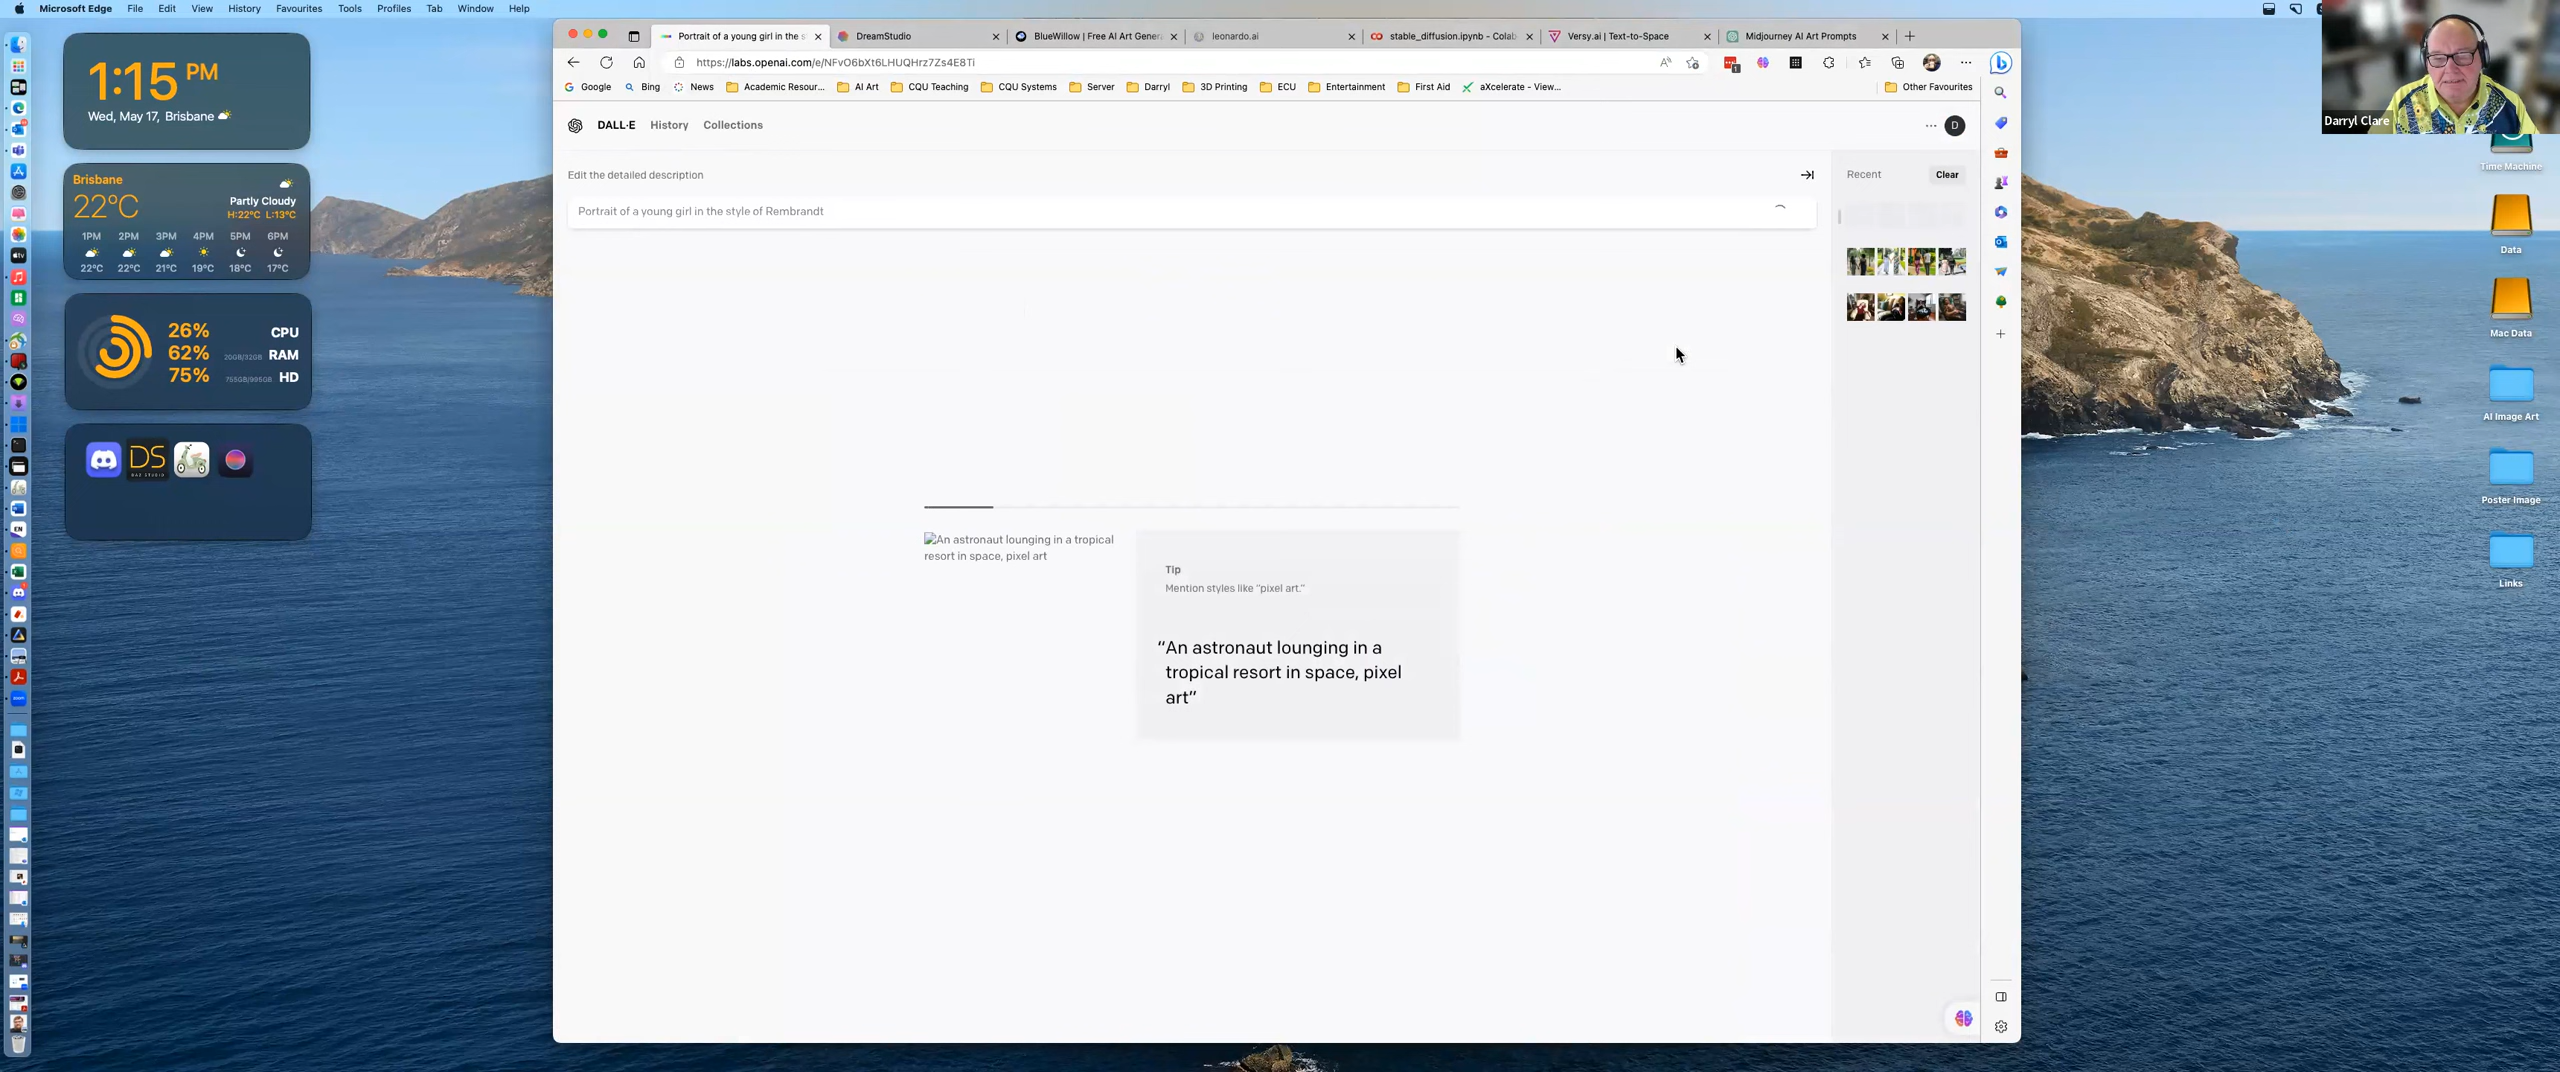 Microsoft Edge File Edit View History Favourites Tools Profiles Tab Window Help
1:15 PM
Wed, May 17, Brisbane
Brisbane
22°C
Partly Cloudy
H:22°C L:13°C
1PM 2PM 3PM 4PM 5PM 6PM
22°C 22°C 21°C 19°C 18°C 17°C
26% CPU
62% 20GB/32GB RAM
75% 755GB/995GB HD
DS
DAZ STUDIO
EN
Portrait of a young girl in the s
DreamStudio
BlueWillow | Free AI Art Genera
leonardo.ai
stable_diffusion.ipynb - Colab
Versy.ai | Text-to-Space
Midjourney AI Art Prompts
https://labs.openai.com/e/NFvO6bXt6LHUQHrz7Zs4E8Ti
Google Bing News Academic Resour... AI Art CQU Teaching CQU Systems Server Darryl 3D Printing ECU Entertainment First Aid aXcelerate - View... Other Favourites
DALL·E History Collections
D
Edit the detailed description
Portrait of a young girl in the style of Rembrandt
Recent Clear
An astronaut lounging in a tropical
resort in space, pixel art
Tip
Mention styles like "pixel art."
“An astronaut lounging in a
tropical resort in space, pixel
art”
Darryl Clare
Time Machine
Data
Mac Data
AI Image Art
Poster Image
Links